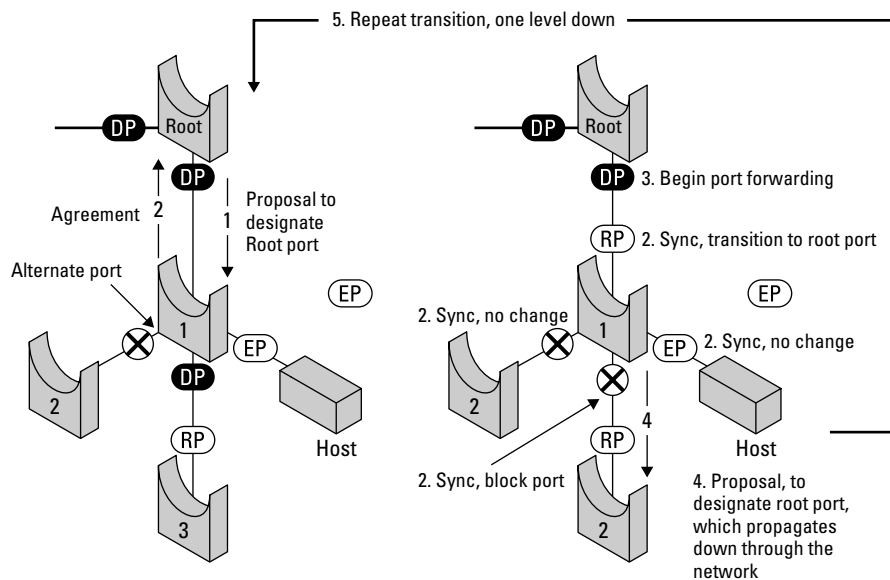 5. Repeat transition, one level down
DP
Root
DP
Agreement
2
1
Proposal to
designate
Root port
Alternate port
EP
1
EP
2
DP
Host
RP
3
DP
Root
DP
3. Begin port forwarding
RP
2. Sync, transition to root port
EP
2. Sync, no change
1
EP
2. Sync, no change
2
4
Host
RP
2. Sync, block port
2
4. Proposal, to
designate root port,
which propagates
down through the
network